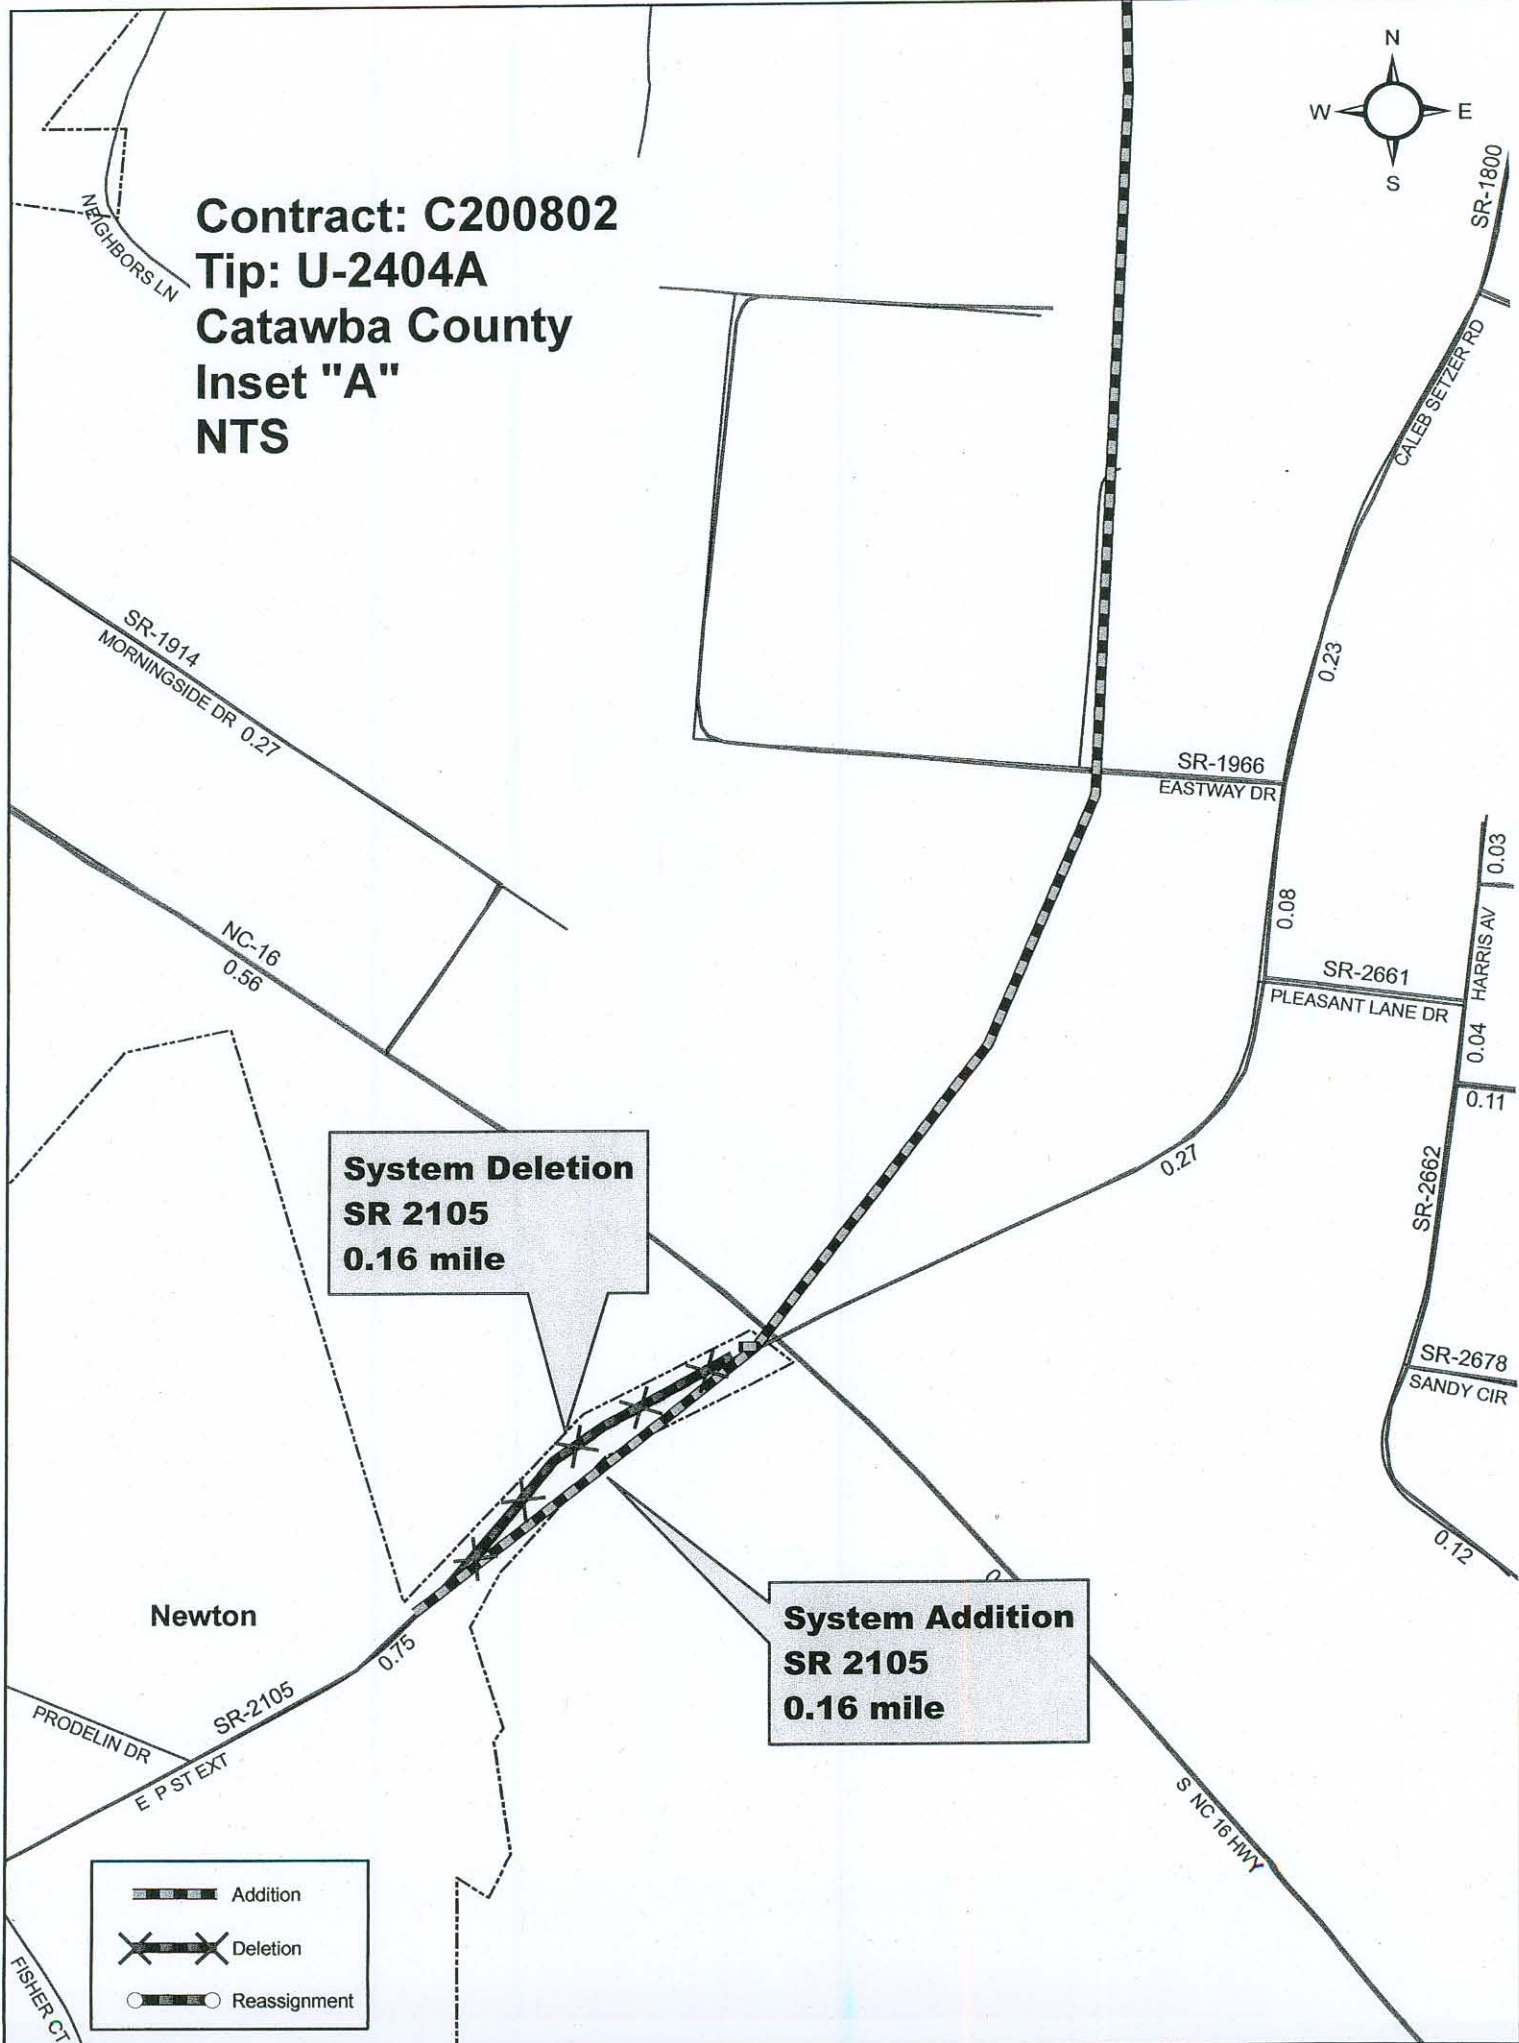 N
W
E
S
SR-1800
NEIGHBORS LN
Contract: C200802
Tip: U-2404A
Catawba County
Inset "A"
NTS
CALEB SETZER RD
SR-1914
MORNINGSIDE DR 0.27
0.23
SR-1966
EASTWAY DR
0.03
0.08
HARRIS AV
NC-16
0.56
SR-2661
PLEASANT LANE DR
0.04
0.11
System Deletion
SR 2105
0.16 mile
0.27
SR-2662
SR-2678
SANDY CIR
0.12
Newton
System Addition
SR 2105
0.16 mile
0.75
SR-2105
PRODELIN DR
E P ST EXT
S NC 16 HWY
Addition
Deletion
Reassignment
FISHER CT